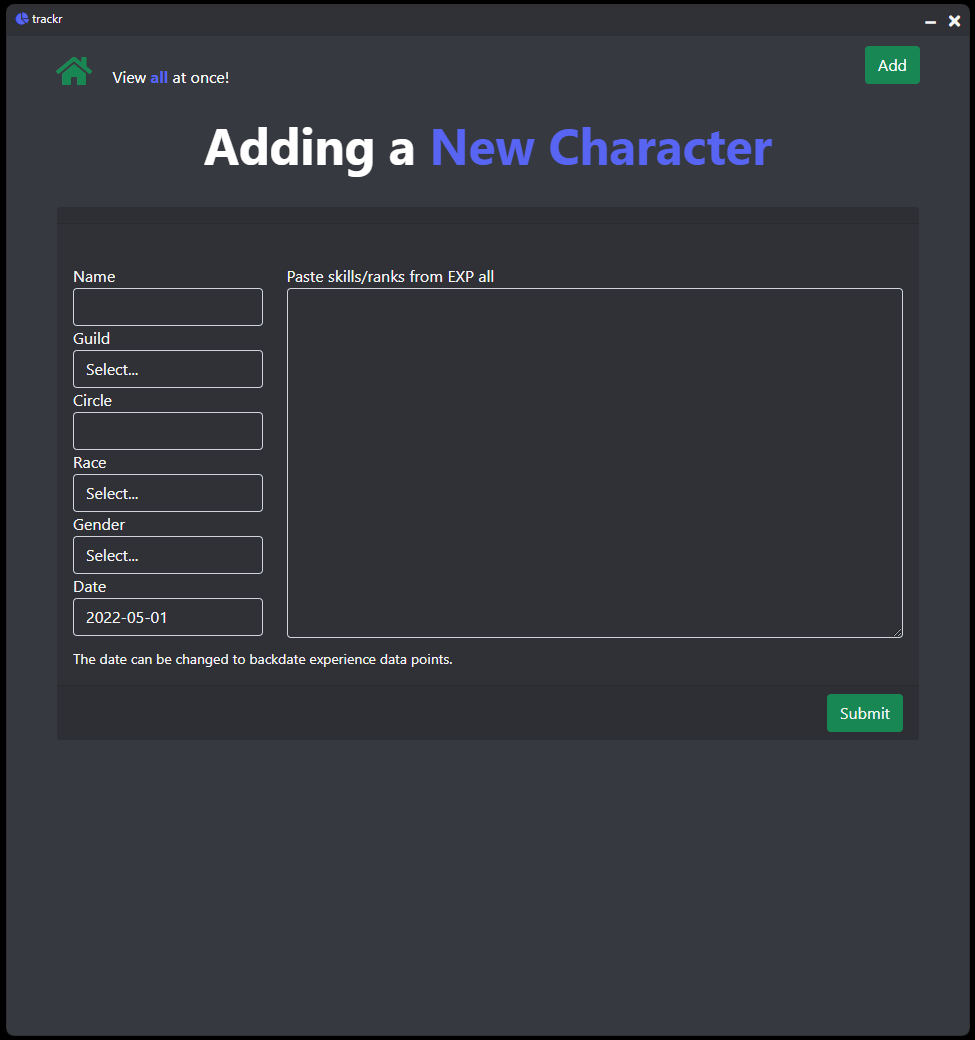 trackr
View all at once!
Add
Adding a New Character
Name
Paste skills/ranks from EXP all
Guild
Select...
Circle
Race
Select...
Gender
Select...
Date
2022-05-01
The date can be changed to backdate experience data points.
Submit